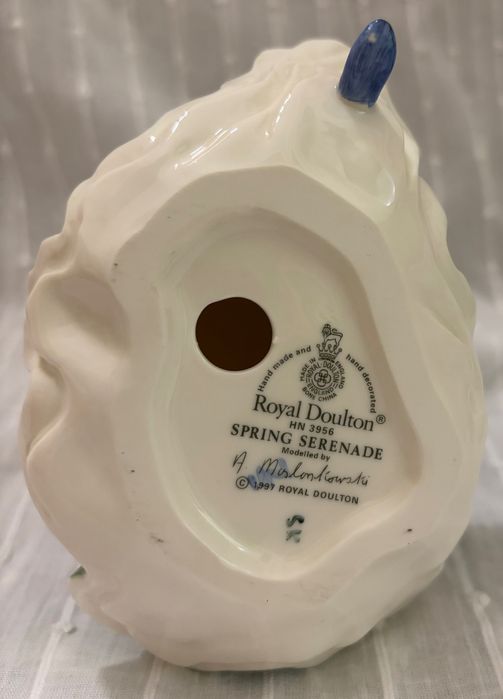 Hand made and hand decorated
MADE IN ENGLAND
ROYAL DOULTON
ENGLAND
BONE CHINA
Royal Doulton®
HN 3956
SPRING SERENADE
Modelled by
A Maslankowski
© 1997 ROYAL DOULTON